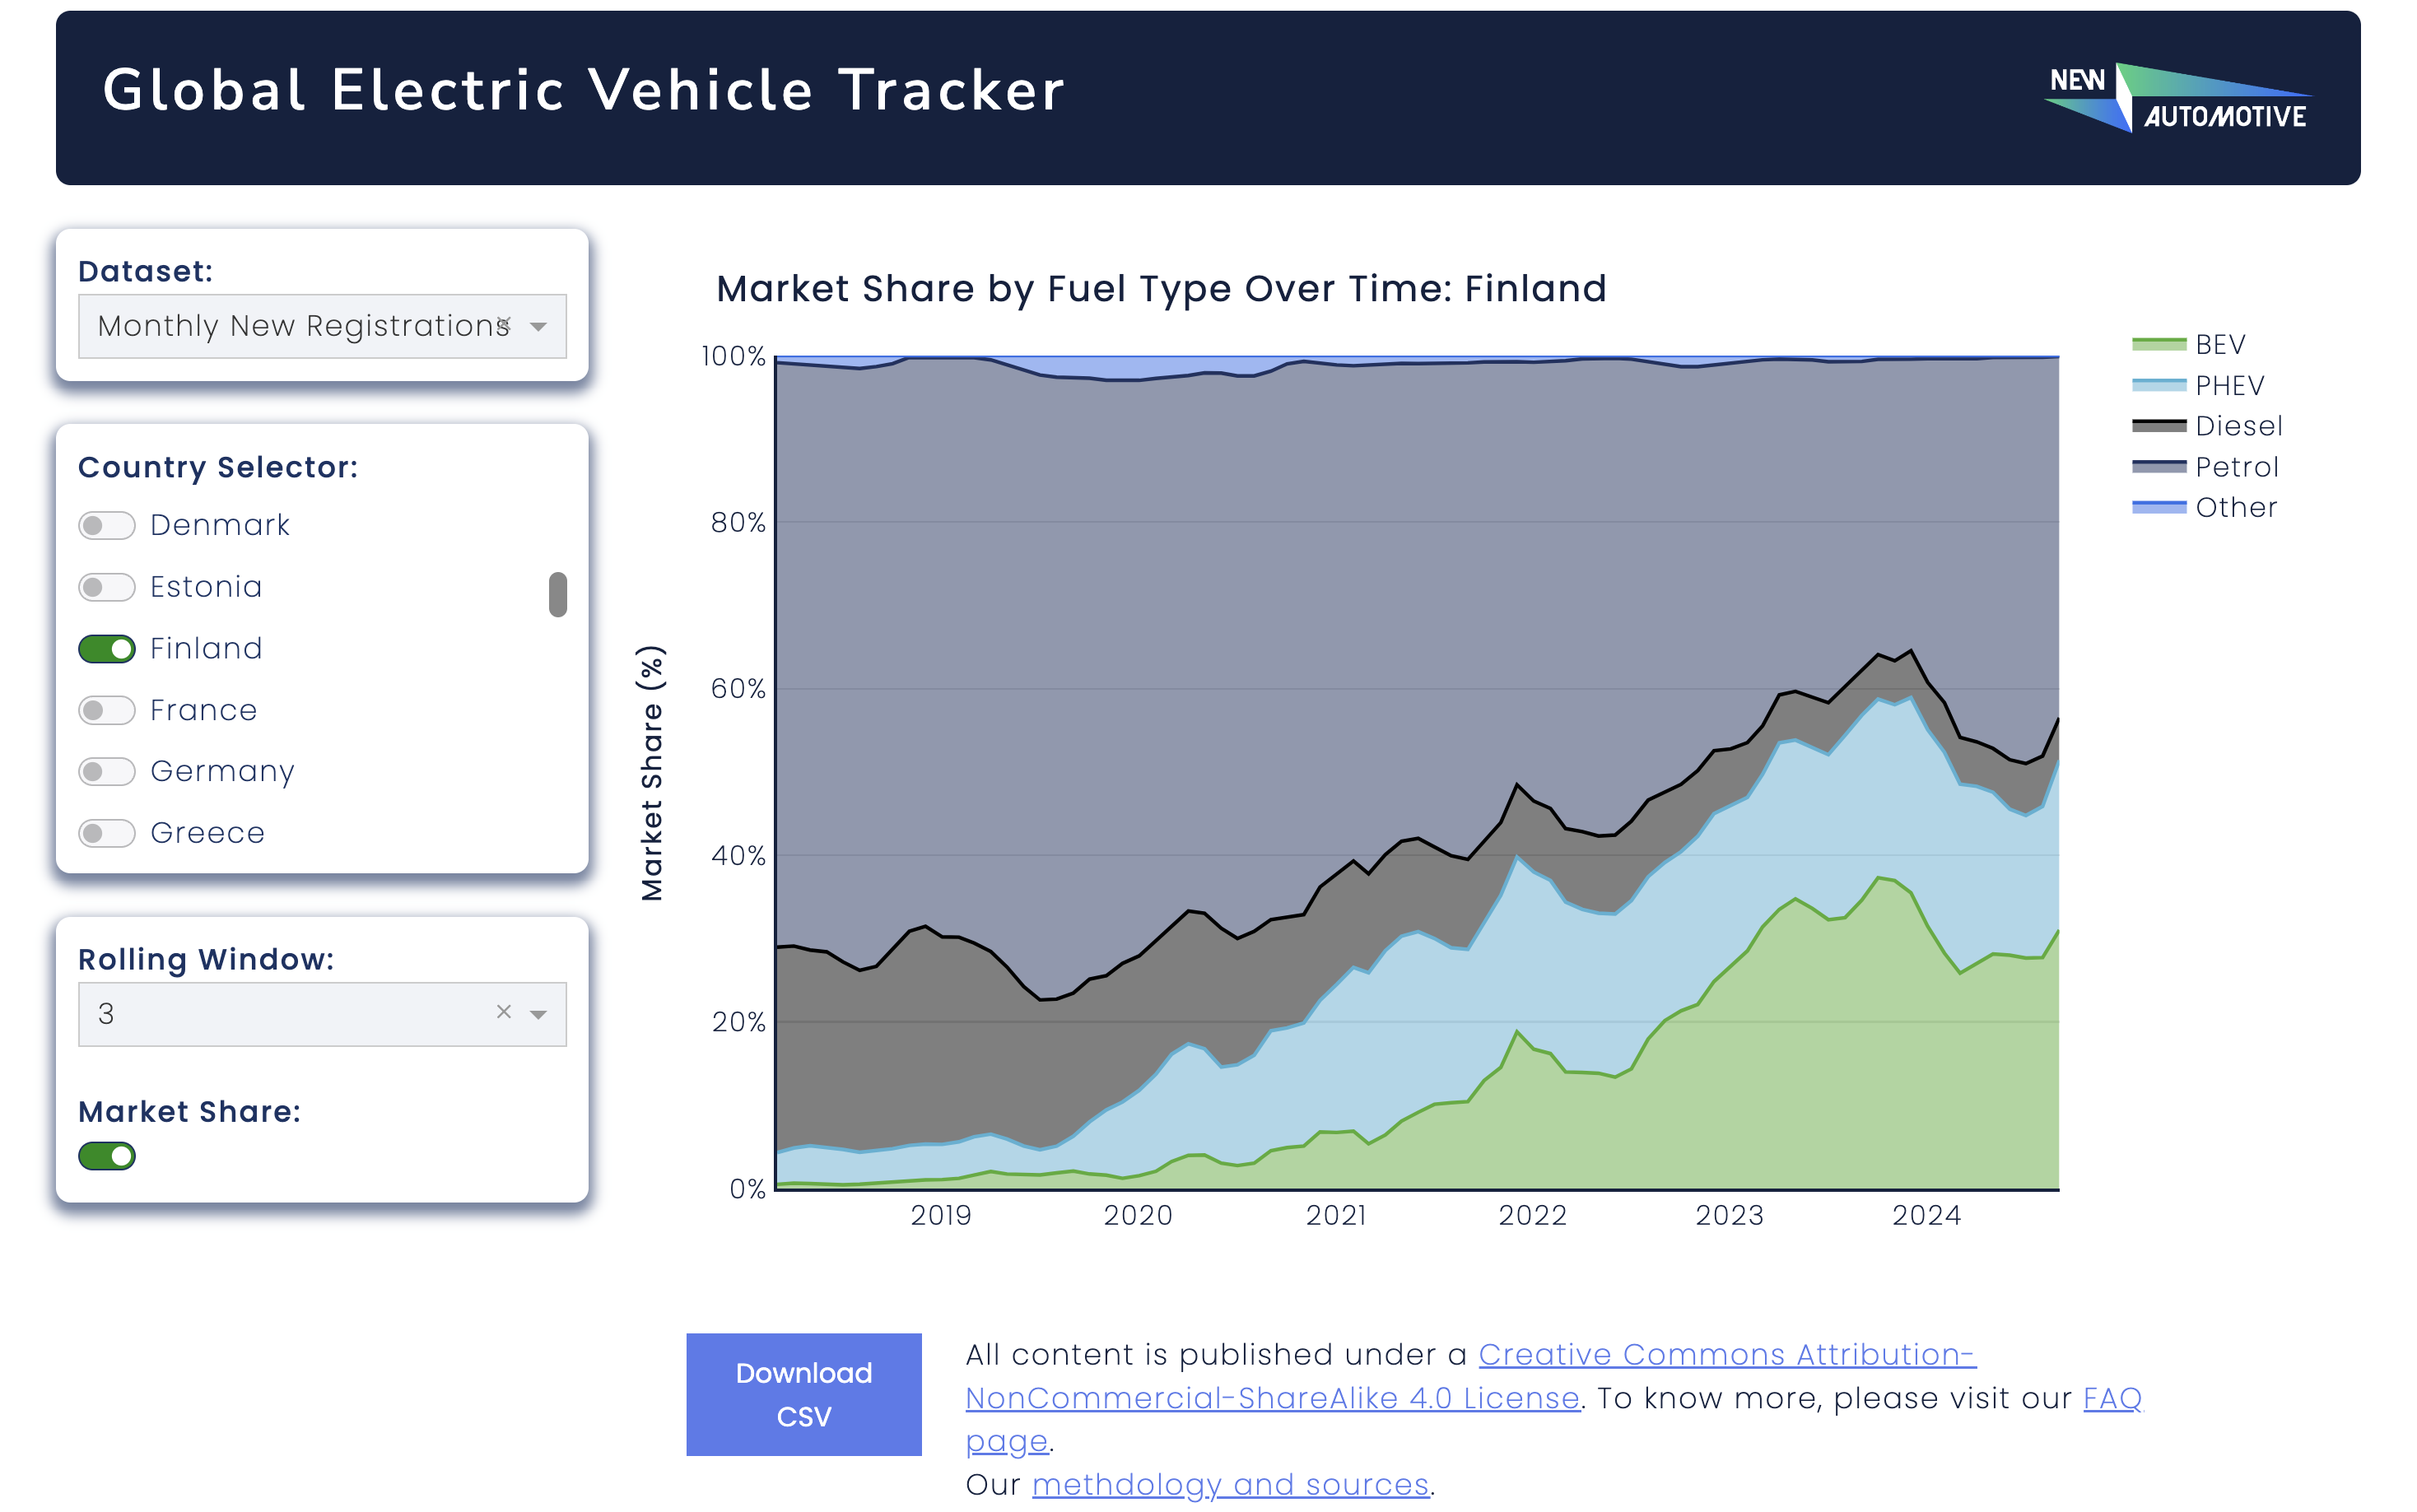 Global Electric Vehicle Tracker
NEW
AUTOMOTIVE
Dataset:
Monthly New Registrations
Country Selector:
Denmark
Estonia
Finland
France
Germany
Greece
Rolling Window:
3
Market Share:
Market Share by Fuel Type Over Time: Finland
Market Share (%)
100%
80%
60%
40%
20%
0%
2019 2020 2021 2022 2023 2024
BEV
PHEV
Diesel
Petrol
Other
Download
CSV
All content is published under a Creative Commons Attribution-
NonCommercial-ShareAlike 4.0 License. To know more, please visit our FAQ
page.
Our methdology and sources.